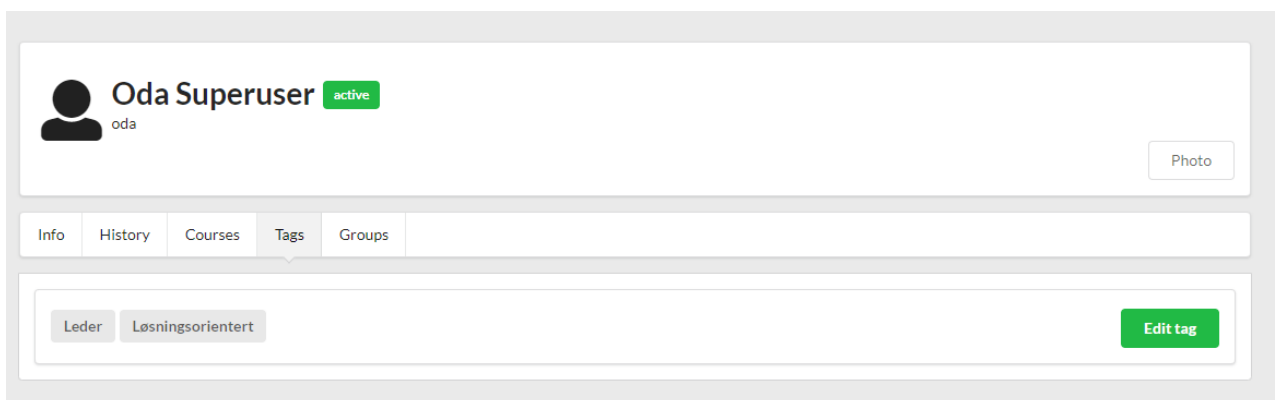 Oda Superuser active
oda
Photo
Info History Courses Tags Groups
Leder Løsningsorientert Edit tag